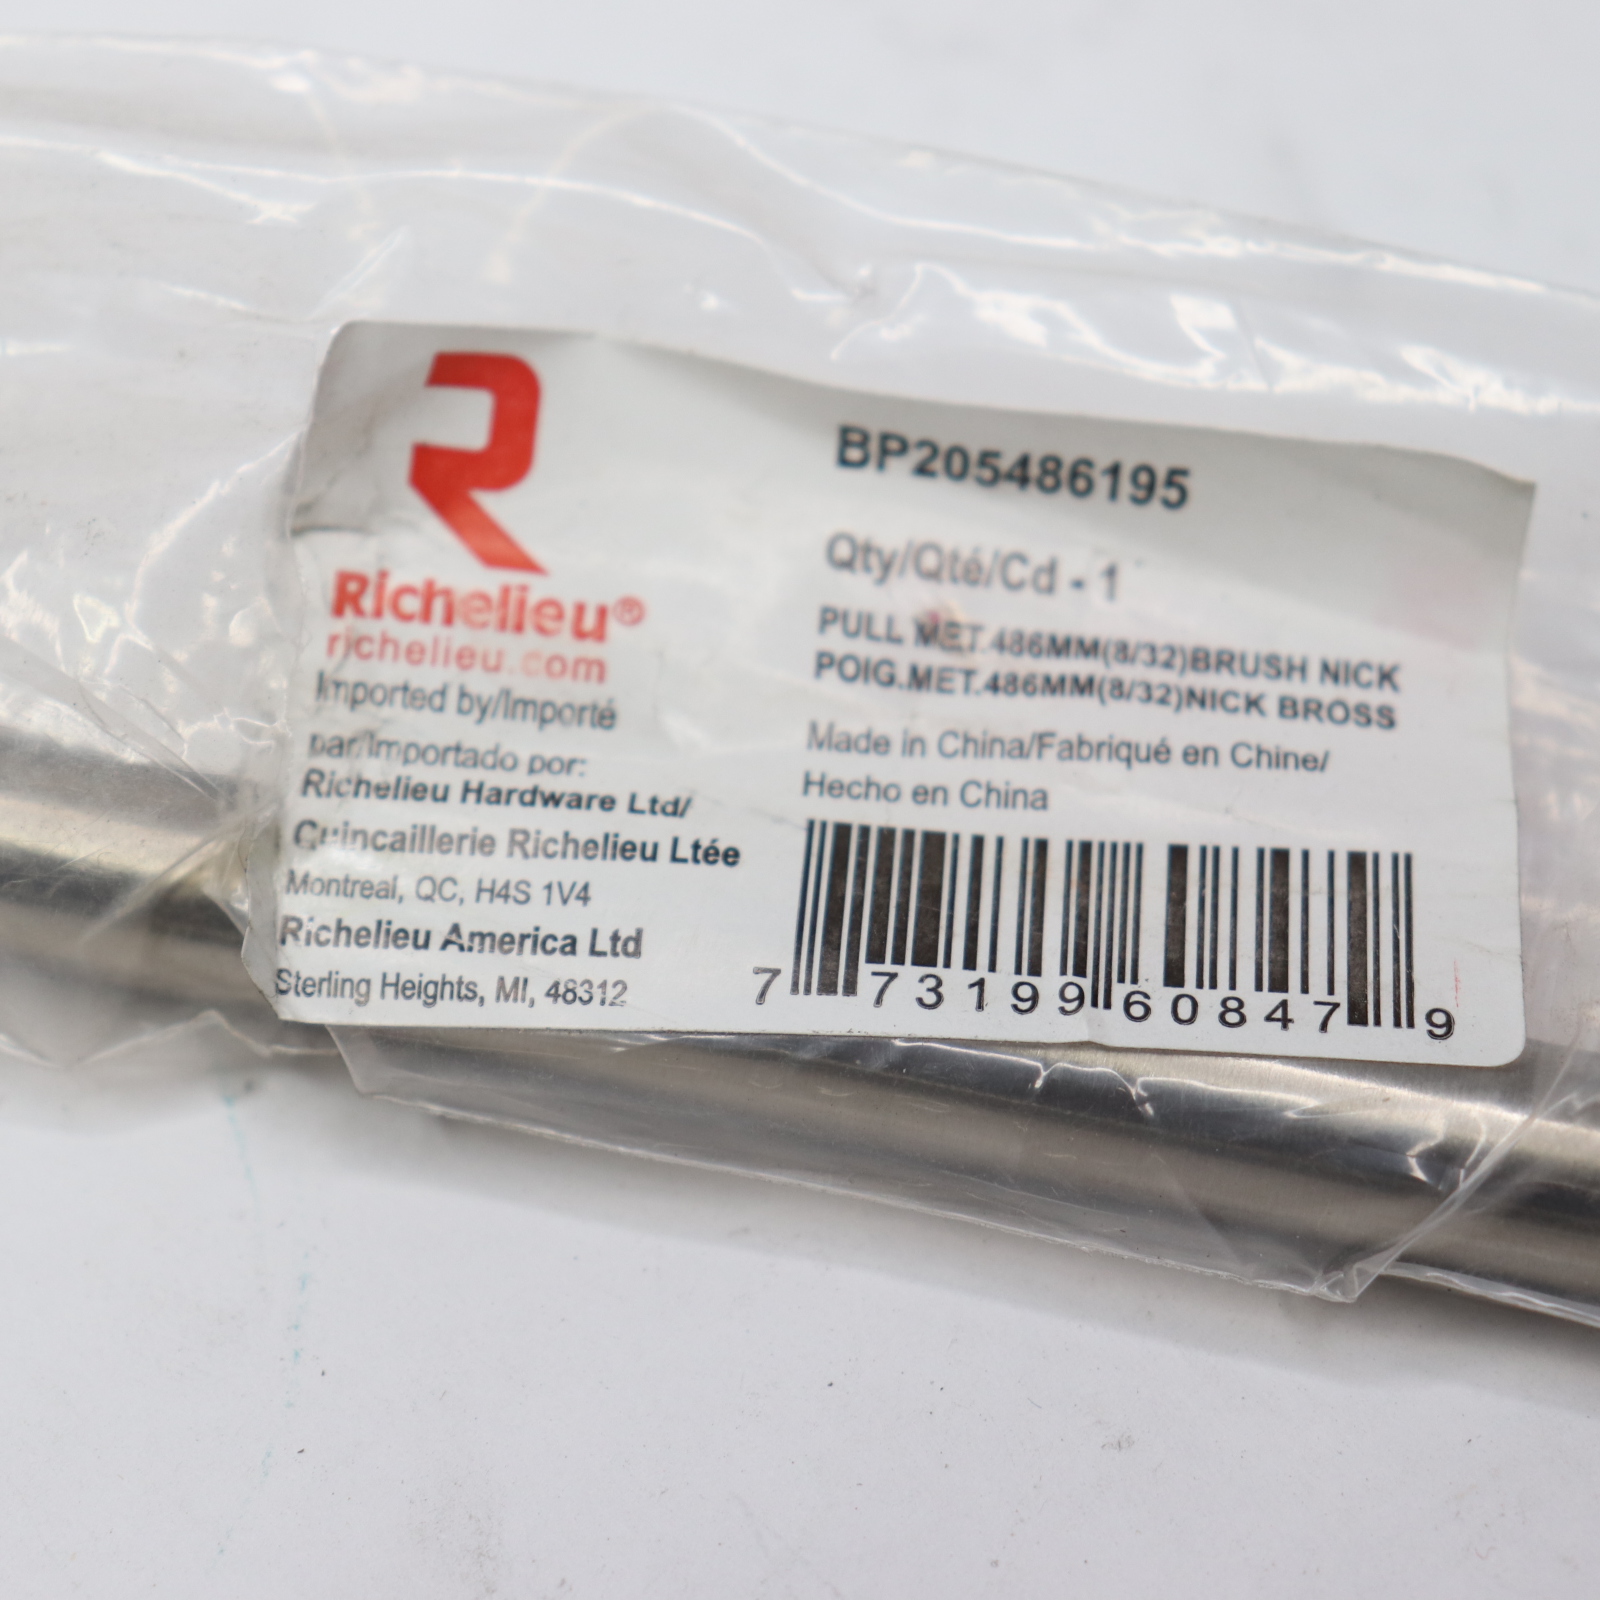 Richelieu®
richelieu.com
Imported by/Importé
par/Importado por:
Richelieu Hardware Ltd/
Quincaillerie Richelieu Ltée
Montreal, QC, H4S 1V4
Richelieu America Ltd
Sterling Heights, MI, 48312
BP205486195
Qty/Qté/Cd - 1
PULL MET.486MM(8/32)BRUSH NICK
POIG.MET.486MM(8/32)NICK BROSS
Made in China/Fabriqué en Chine/
Hecho en China
7 73199 60847 9